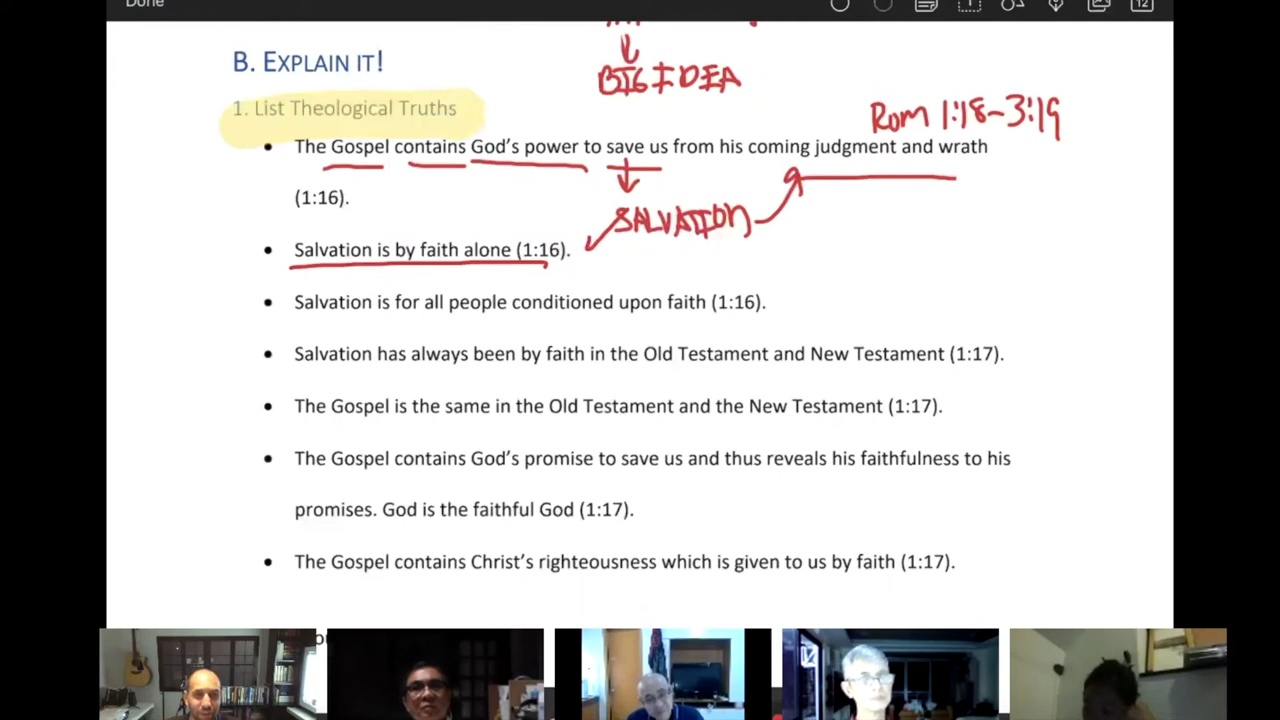 Done
12
B. EXPLAIN IT!
BIG IDEA
1. List Theological Truths
Rom 1:18-3:19
• The Gospel contains God's power to save us from his coming judgment and wrath
(1:16).
SALVATION
• Salvation is by faith alone (1:16).
• Salvation is for all people conditioned upon faith (1:16).
• Salvation has always been by faith in the Old Testament and New Testament (1:17).
• The Gospel is the same in the Old Testament and the New Testament (1:17).
• The Gospel contains God's promise to save us and thus reveals his faithfulness to his
promises. God is the faithful God (1:17).
• The Gospel contains Christ's righteousness which is given to us by faith (1:17).